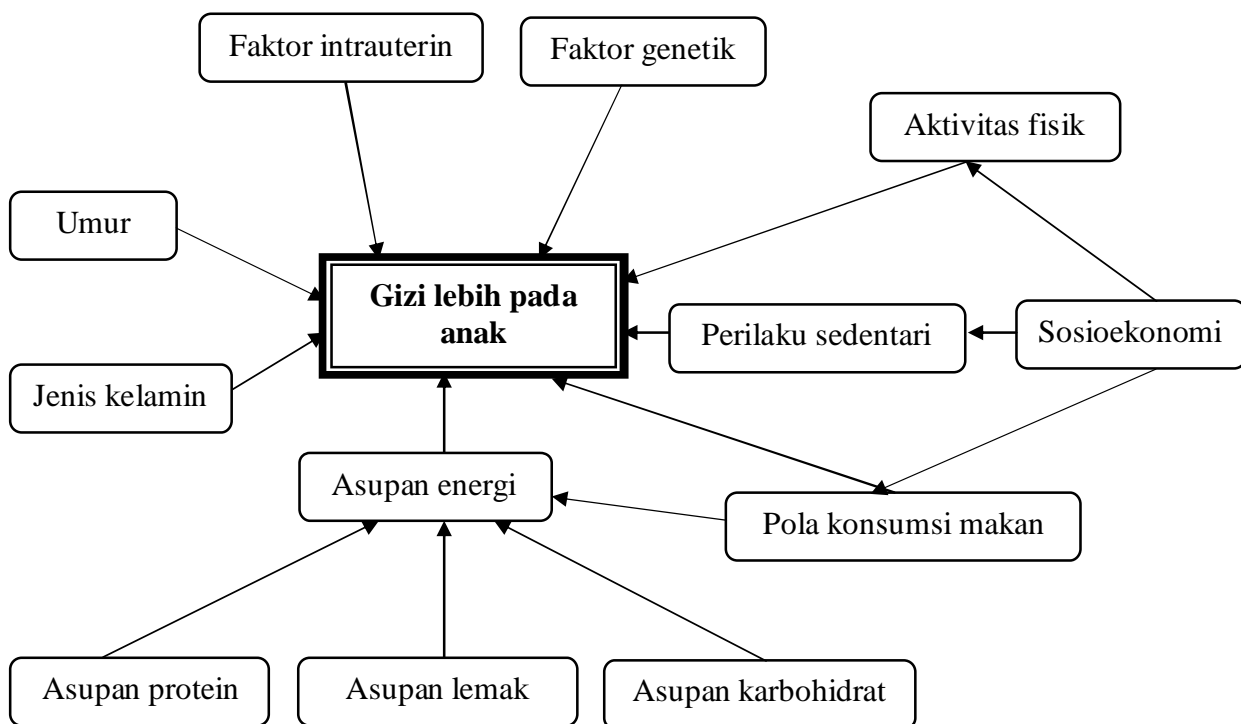 Faktor intrauterin
Faktor genetik
Aktivitas fisik
Umur
Gizi lebih pada
anak
Perilaku sedentari
Sosioekonomi
Jenis kelamin
Asupan energi
Pola konsumsi makan
Asupan protein
Asupan lemak
Asupan karbohidrat